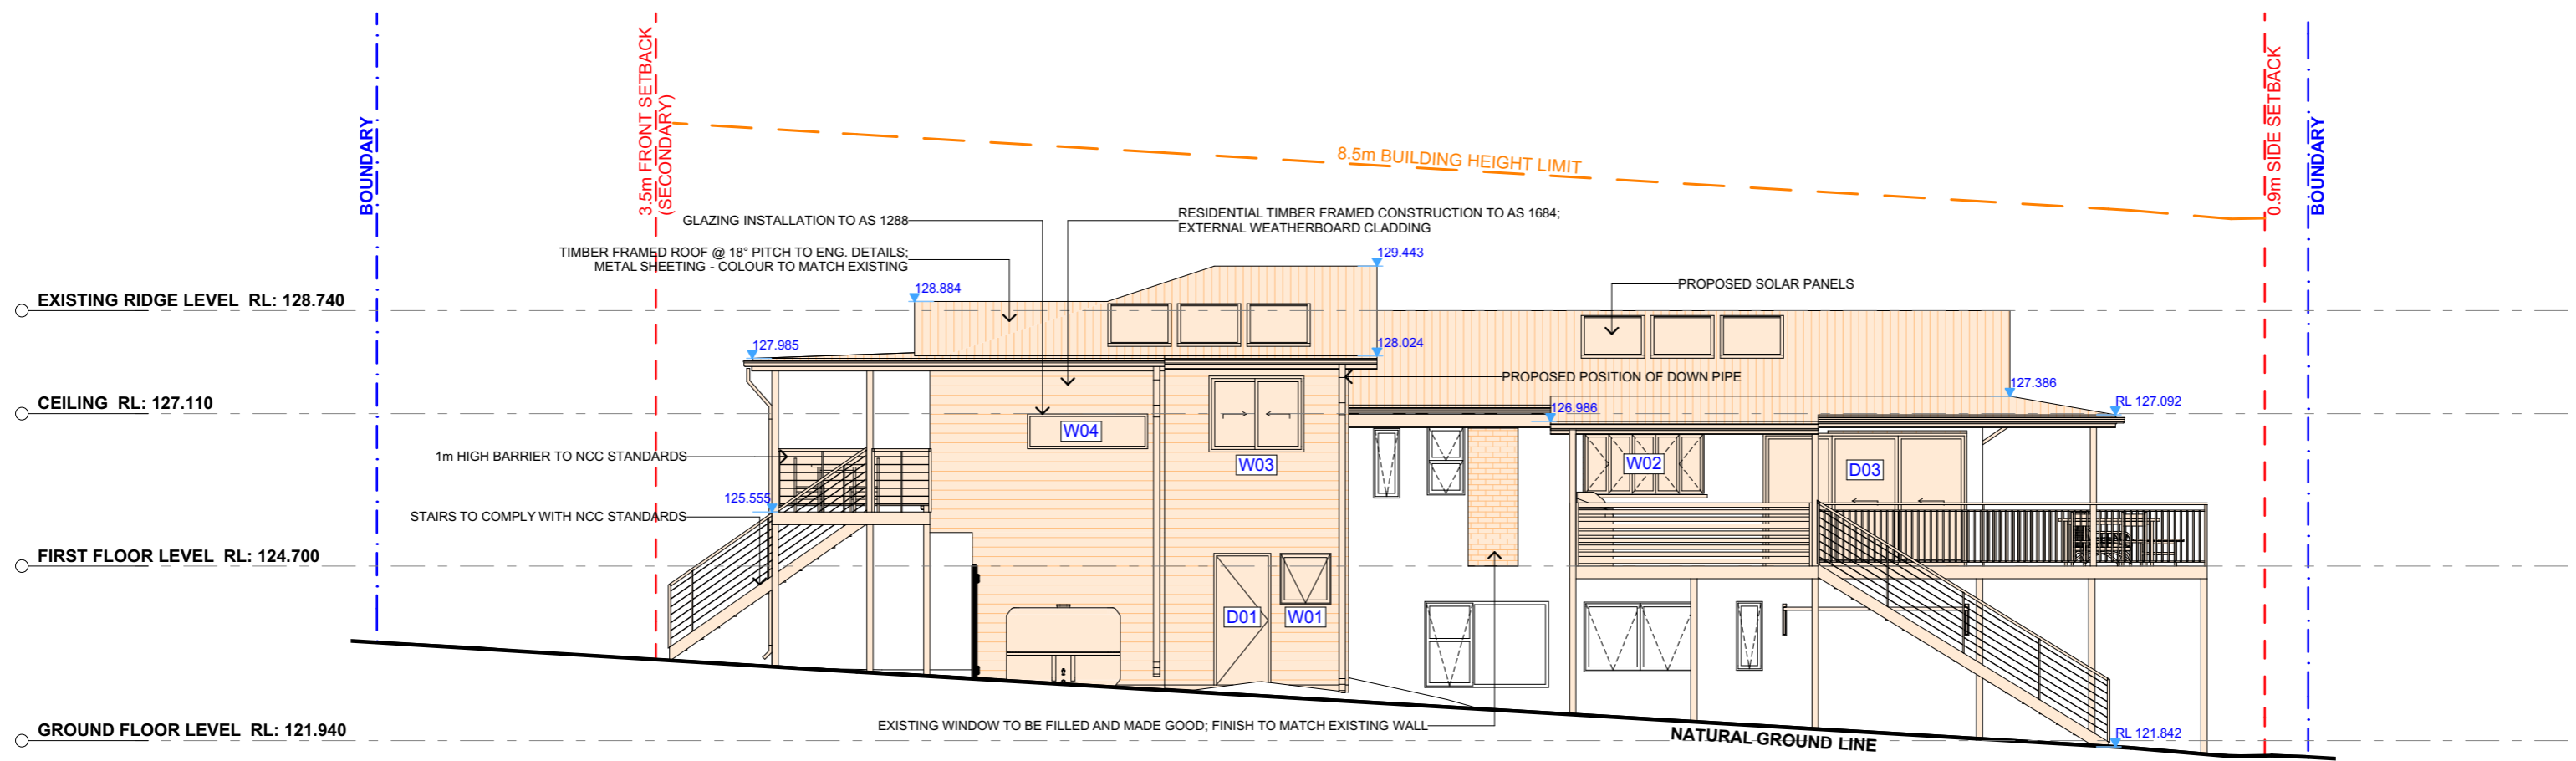 BOUNDARY
3.5m FRONT SETBACK
(SECONDARY)
8.5m BUILDING HEIGHT LIMIT
0.9m SIDE SETBACK
BOUNDARY
GLAZING INSTALLATION TO AS 1288
RESIDENTIAL TIMBER FRAMED CONSTRUCTION TO AS 1684;
EXTERNAL WEATHERBOARD CLADDING
TIMBER FRAMED ROOF @ 18° PITCH TO ENG. DETAILS;
METAL SHEETING - COLOUR TO MATCH EXISTING
129.443
128.884
PROPOSED SOLAR PANELS
EXISTING RIDGE LEVEL RL: 128.740
127.985
128.024
PROPOSED POSITION OF DOWN PIPE
127.386
CEILING RL: 127.110
126.986
RL 127.092
W04
1m HIGH BARRIER TO NCC STANDARDS
W03
W02
D03
125.555
STAIRS TO COMPLY WITH NCC STANDARDS
FIRST FLOOR LEVEL RL: 124.700
D01
W01
EXISTING WINDOW TO BE FILLED AND MADE GOOD; FINISH TO MATCH EXISTING WALL
GROUND FLOOR LEVEL RL: 121.940
NATURAL GROUND LINE
RL 121.842